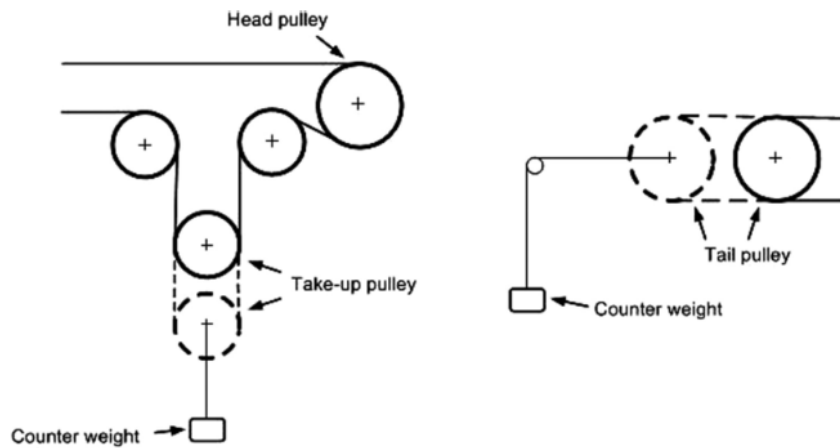 Head pulley
Take-up pulley
Counter weight
Tail pulley
Counter weight